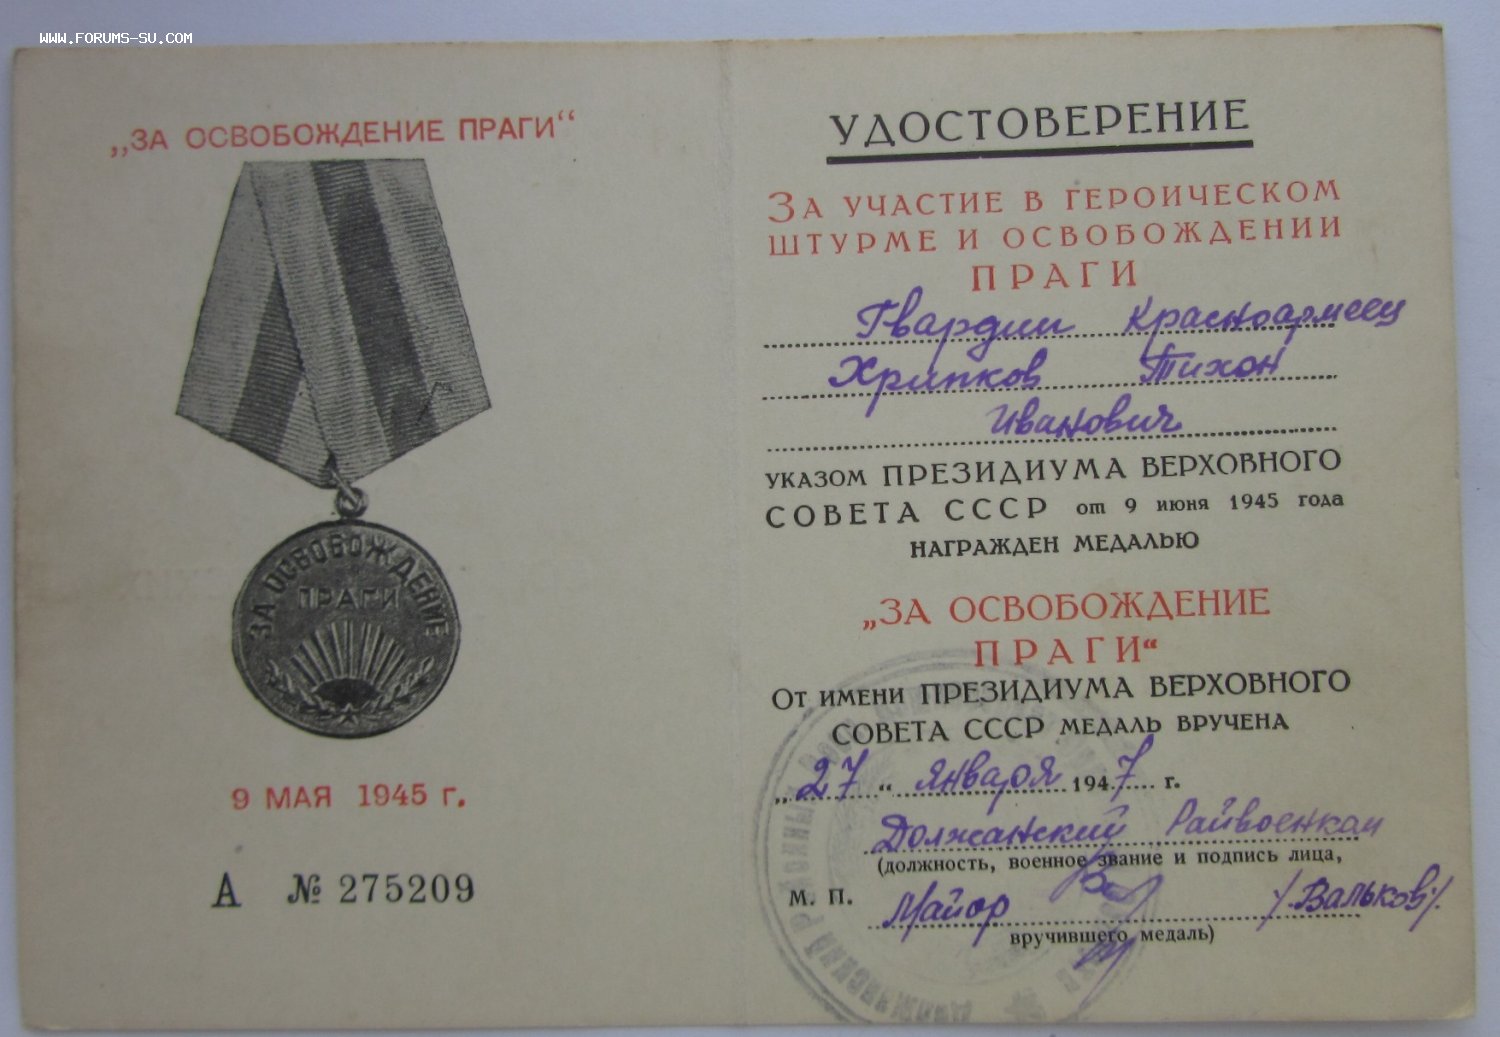 WWW.FORUMS-SU.COM
„ЗА ОСВОБОЖДЕНИЕ ПРАГИ“
ЗА ОСВОБОЖДЕНИЕ
ПРАГИ
9 МАЯ 1945 г.
А № 275209
УДОСТОВЕРЕНИЕ
ЗА УЧАСТИЕ В ГЕРОИЧЕСКОМ
ШТУРМЕ И ОСВОБОЖДЕНИИ
ПРАГИ
Гвардии Красноармеец
Хрипков Тихон
Иванович
УКАЗОМ ПРЕЗИДИУМА ВЕРХОВНОГО
СОВЕТА СССР от 9 июня 1945 года
НАГРАЖДЕН МЕДАЛЬЮ
„ЗА ОСВОБОЖДЕНИЕ
ПРАГИ“
ОТ ИМЕНИ ПРЕЗИДИУМА ВЕРХОВНОГО
СОВЕТА СССР МЕДАЛЬ ВРУЧЕНА
„27“ января 1947 г.
Должанский Райвоенком
(должность, военное звание и подпись лица,
М. П. Майор /Вальков/
вручившего медаль)